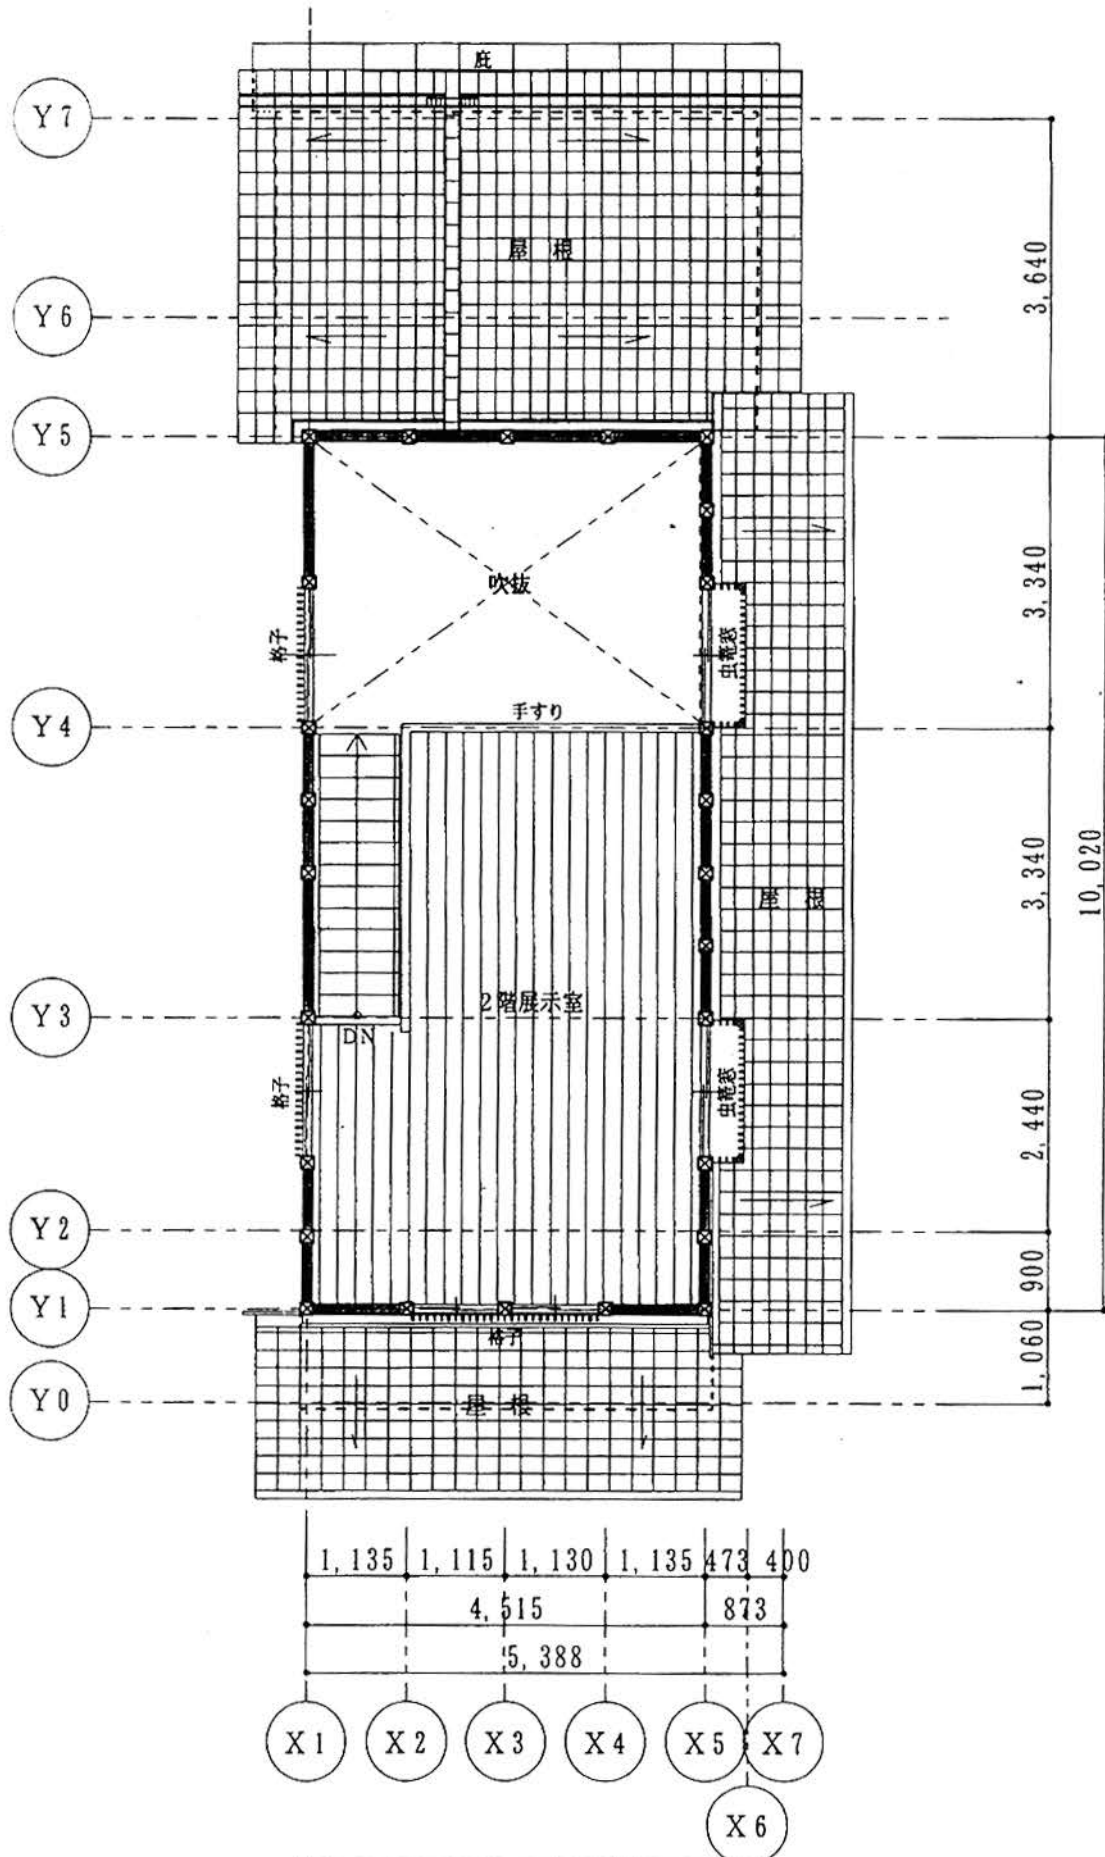 庇
Y7
屋 根
3,640
Y6
Y5
吹抜
3,340
格子
虫篭窓
手すり
Y4
3,340
10,020
屋 根
2階展示室
Y3
DN
格子
虫篭窓
2,440
Y2
900
Y1
格子
1,060
Y0
屋 根
1,135 1,115 1,130 1,135 473 400
4,515 873
5,388
X1 X2 X3 X4 X5 X7
X6